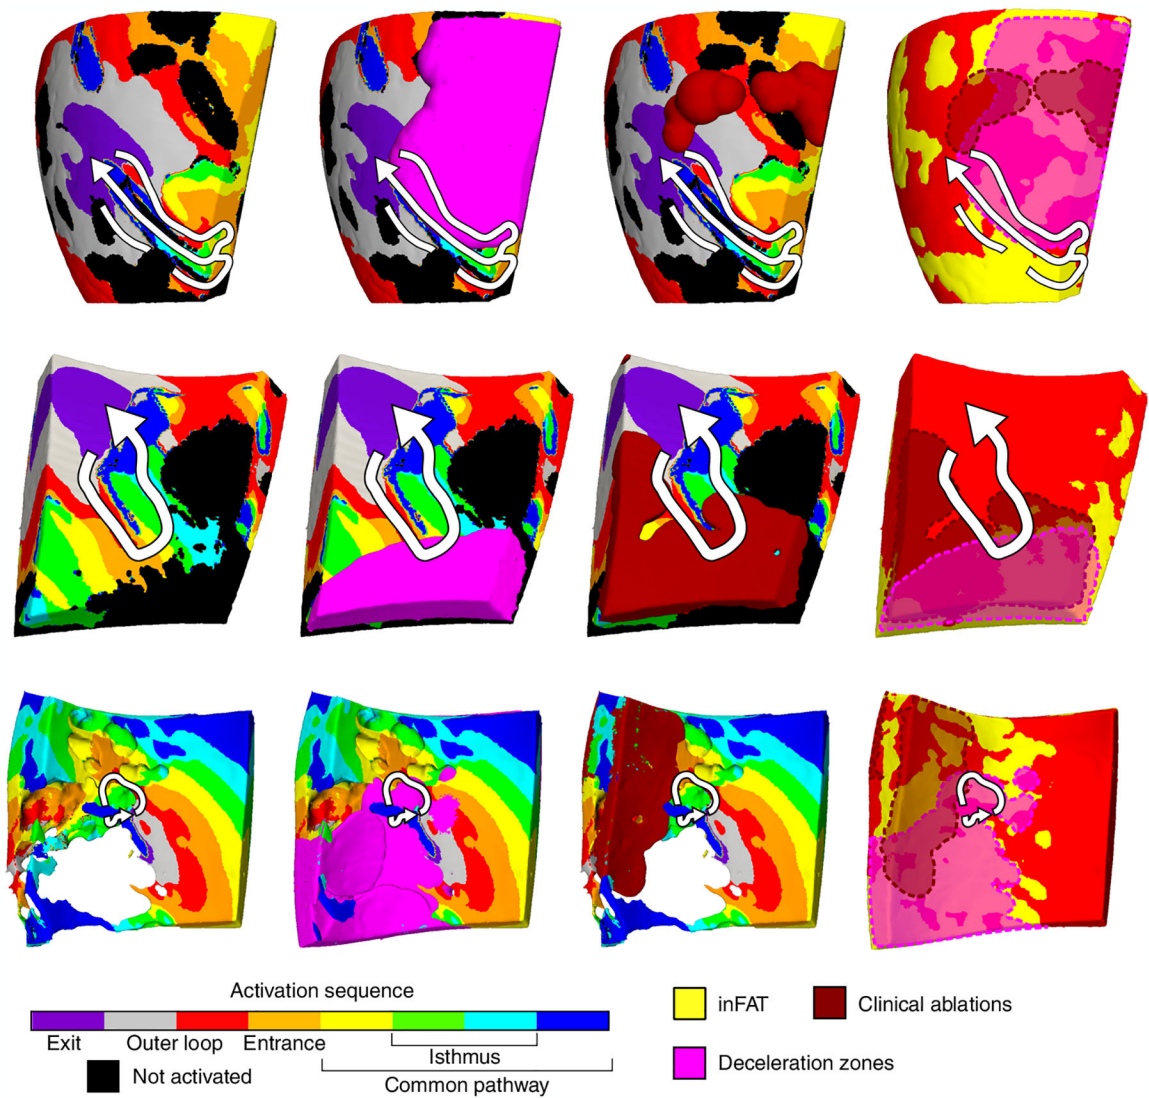 Activation sequence
Exit Outer loop Entrance
Isthmus
Common pathway
Not activated
inFAT
Clinical ablations
Deceleration zones